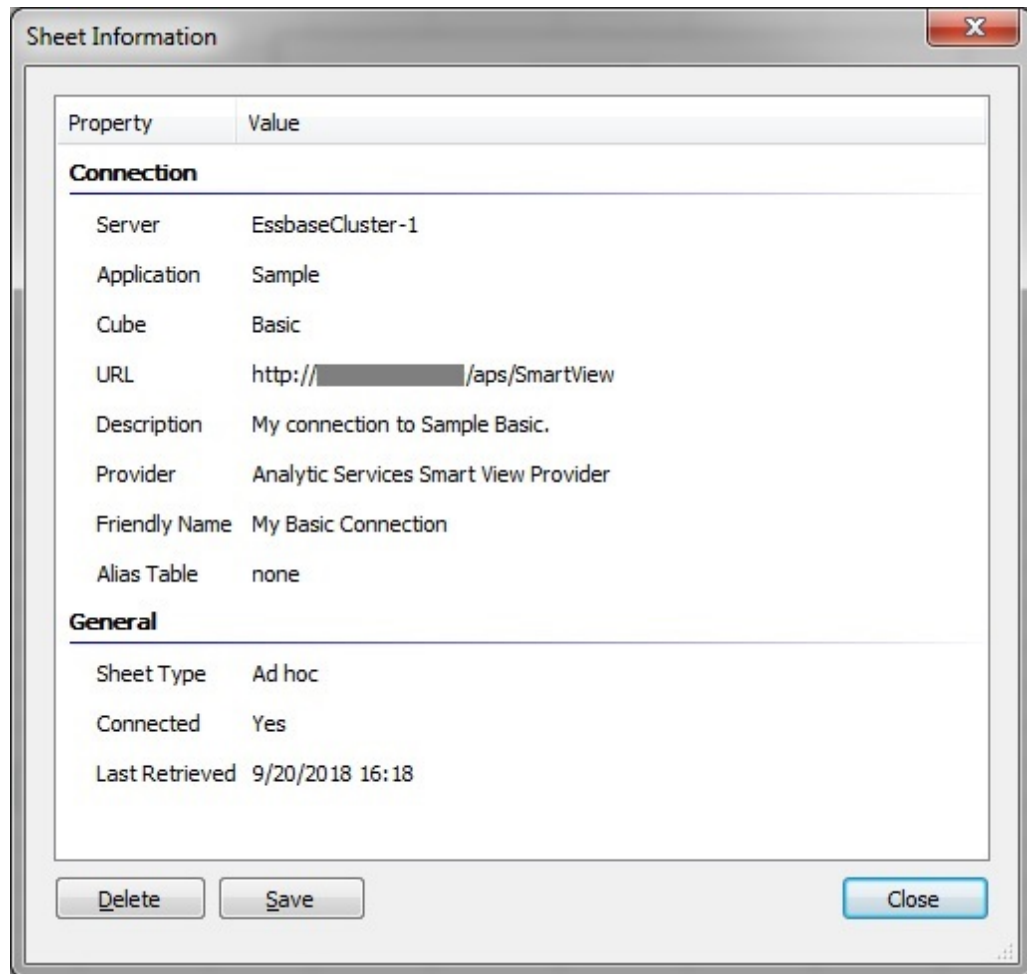 Sheet Information
Property Value
Connection
Server EssbaseCluster-1
Application Sample
Cube Basic
URL http:// /aps/SmartView
Description My connection to Sample Basic.
Provider Analytic Services Smart View Provider
Friendly Name My Basic Connection
Alias Table none
General
Sheet Type Ad hoc
Connected Yes
Last Retrieved 9/20/2018 16:18
Delete Save Close